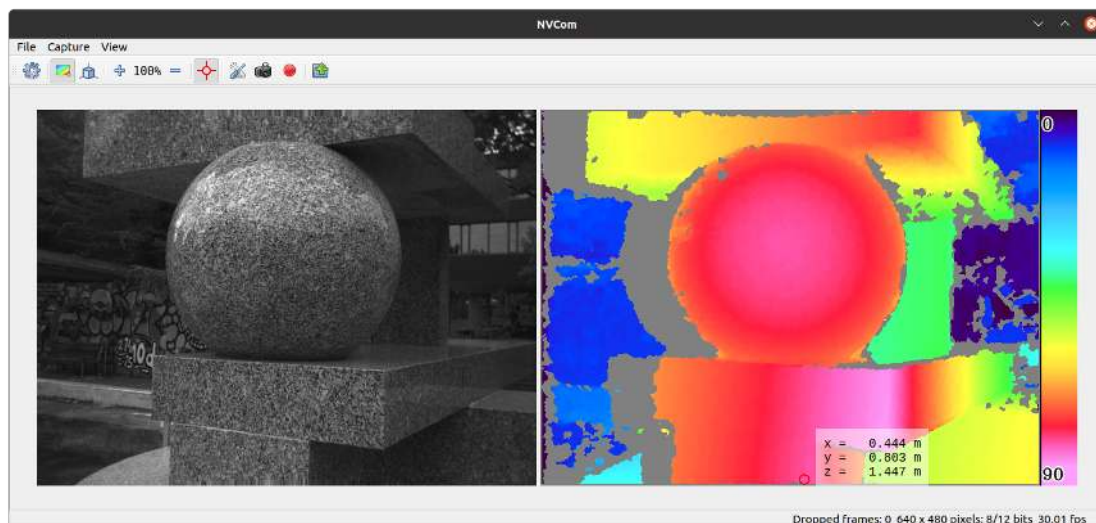 NVCom
File Capture View
100%
0
x = 0.444 m
y = 0.803 m
z = 1.447 m
90
Dropped frames: 0 640 x 480 pixels; 8/12 bits 30.01 fps